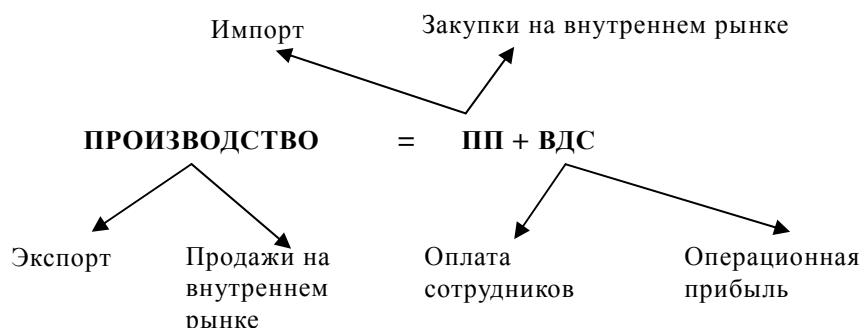 Импорт
Закупки на внутреннем рынке
ПРОИЗВОДСТВО = ПП + ВДС
Экспорт
Продажи на
внутреннем
рынке
Оплата
сотрудников
Операционная
прибыль